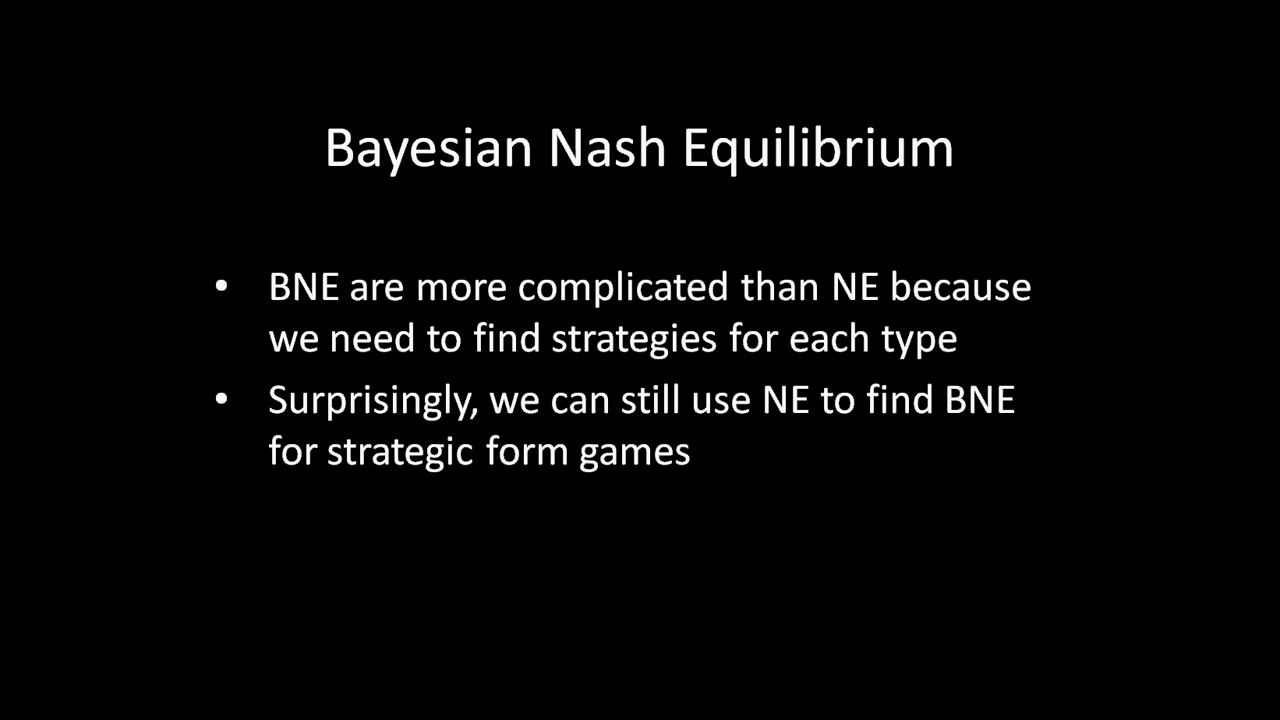 Bayesian Nash Equilibrium
• BNE are more complicated than NE because
we need to find strategies for each type
• Surprisingly, we can still use NE to find BNE
for strategic form games